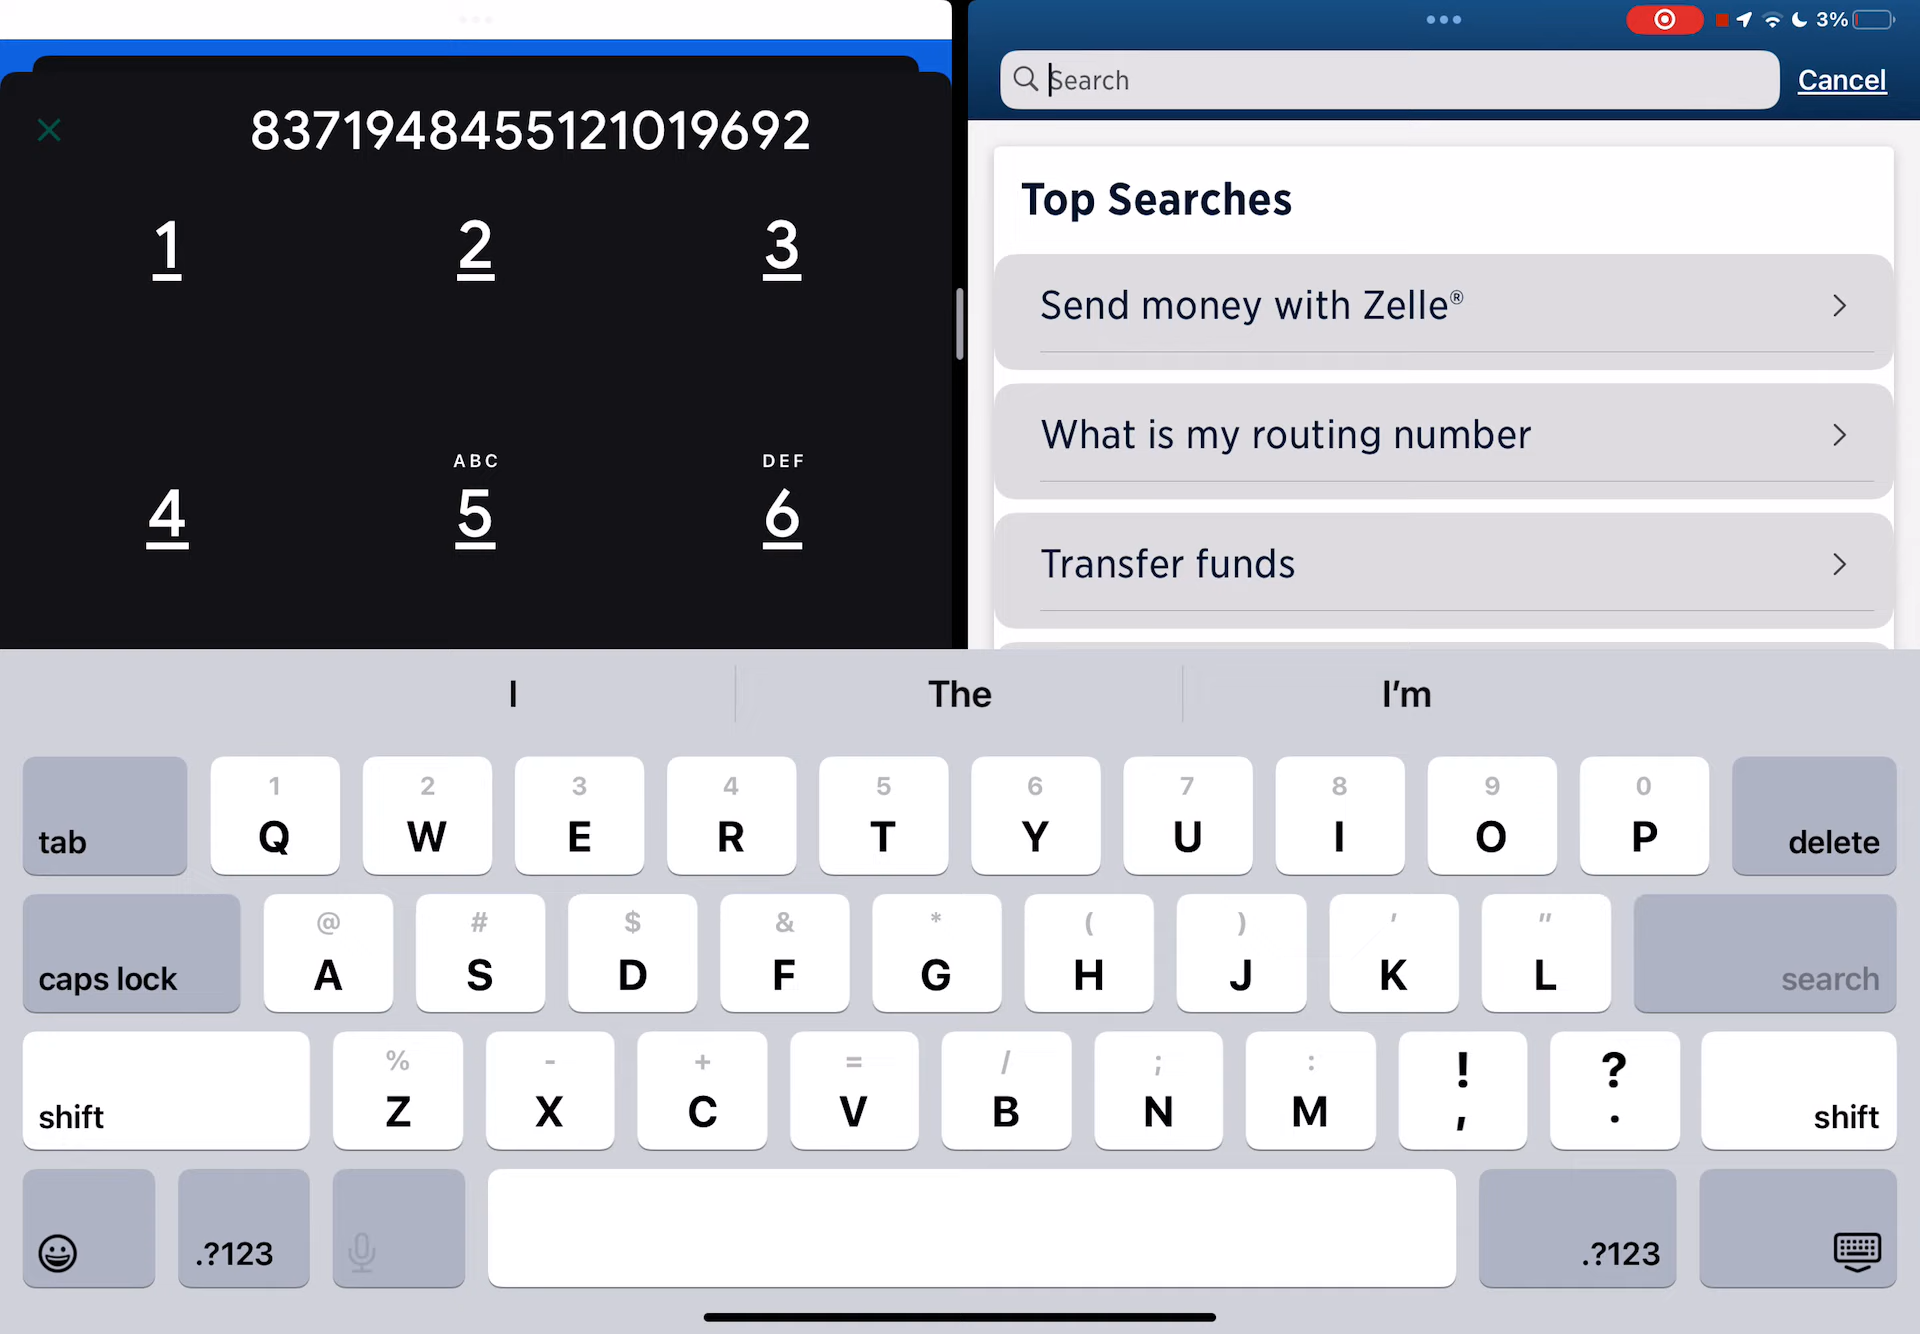 8371948455121019692
1 2 3
ABC DEF
4 5 6
3%
Search
Cancel
Top Searches
Send money with Zelle®
What is my routing number
Transfer funds
I The I'm
tab 1 Q 2 W 3 E 4 R 5 T 6 Y 7 U 8 I 9 O 0 P delete
caps lock @ A # S $ D & F * G ( H ) J ' K " L search
shift % Z - X + C = V / B ; N : M ! , ? . shift
.?123 .?123